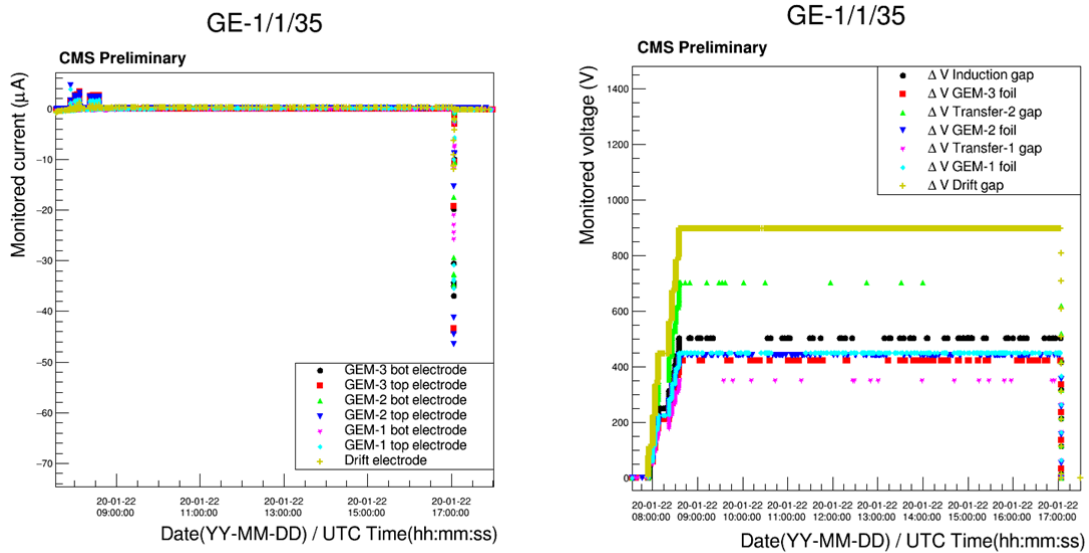 GE-1/1/35
CMS Preliminary
Monitored current (μA)
0
−10
−20
−30
−40
−50
−60
−70
GEM-3 bot electrode
GEM-3 top electrode
GEM-2 bot electrode
GEM-2 top electrode
GEM-1 bot electrode
GEM-1 top electrode
Drift electrode
20-01-22 20-01-22 20-01-22 20-01-22 20-01-22
09:00:00 11:00:00 13:00:00 15:00:00 17:00:00
Date(YY-MM-DD) / UTC Time(hh:mm:ss)
GE-1/1/35
CMS Preliminary
Monitored voltage (V)
1400
1200
1000
800
600
400
200
0
Δ V Induction gap
Δ V GEM-3 foil
Δ V Transfer-2 gap
Δ V GEM-2 foil
Δ V Transfer-1 gap
Δ V GEM-1 foil
Δ V Drift gap
20-01-22 20-01-22 20-01-22 20-01-22 20-01-22 20-01-22 20-01-22 20-01-22 20-01-22 20-01-22
08:00:00 09:00:00 10:00:00 11:00:00 12:00:00 13:00:00 14:00:00 15:00:00 16:00:00 17:00:00
Date(YY-MM-DD) / UTC Time(hh:mm:ss)